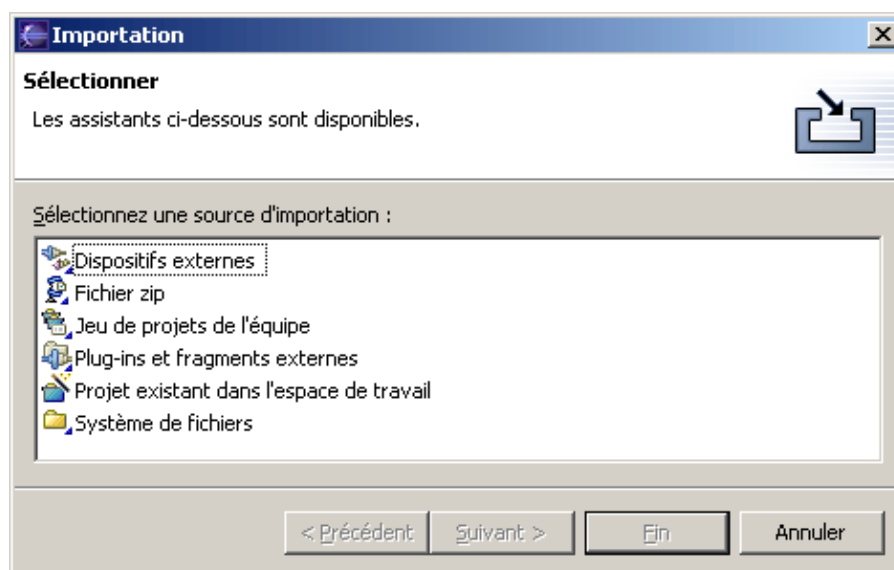 Importation
Sélectionner
Les assistants ci-dessous sont disponibles.
Sélectionnez une source d'importation :
Dispositifs externes
Fichier zip
Jeu de projets de l'équipe
Plug-ins et fragments externes
Projet existant dans l'espace de travail
Système de fichiers
< Précédent Suivant > Fin Annuler